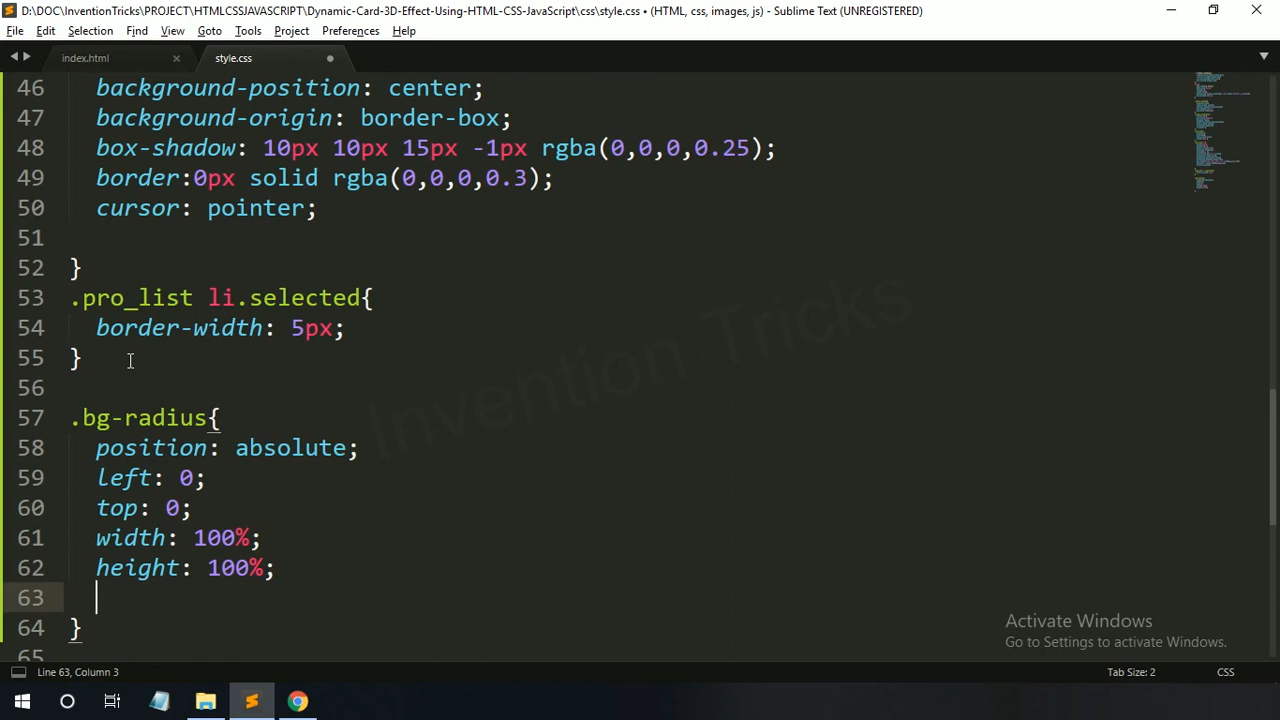 D:\DOC\InventionTricks\PROJECT\HTMLCSSJAVASCRIPT\Dynamic-Card-3D-Effect-Using-HTML-CSS-JavaScript\css\style.css • (HTML, css, images, js) - Sublime Text (UNREGISTERED)
File Edit Selection Find View Goto Tools Project Preferences Help
index.html style.css
46 background-position: center;
47 background-origin: border-box;
48 box-shadow: 10px 10px 15px -1px rgba(0,0,0,0.25);
49 border:0px solid rgba(0,0,0,0.3);
50 cursor: pointer;
51
52 }
53 .pro_list li.selected{
54 border-width: 5px;
55 }
56
57 .bg-radius{
58 position: absolute;
59 left: 0;
60 top: 0;
61 width: 100%;
62 height: 100%;
63
64 }
65
Invention Tricks
Activate Windows
Go to Settings to activate Windows.
Line 63, Column 3 Tab Size: 2 CSS